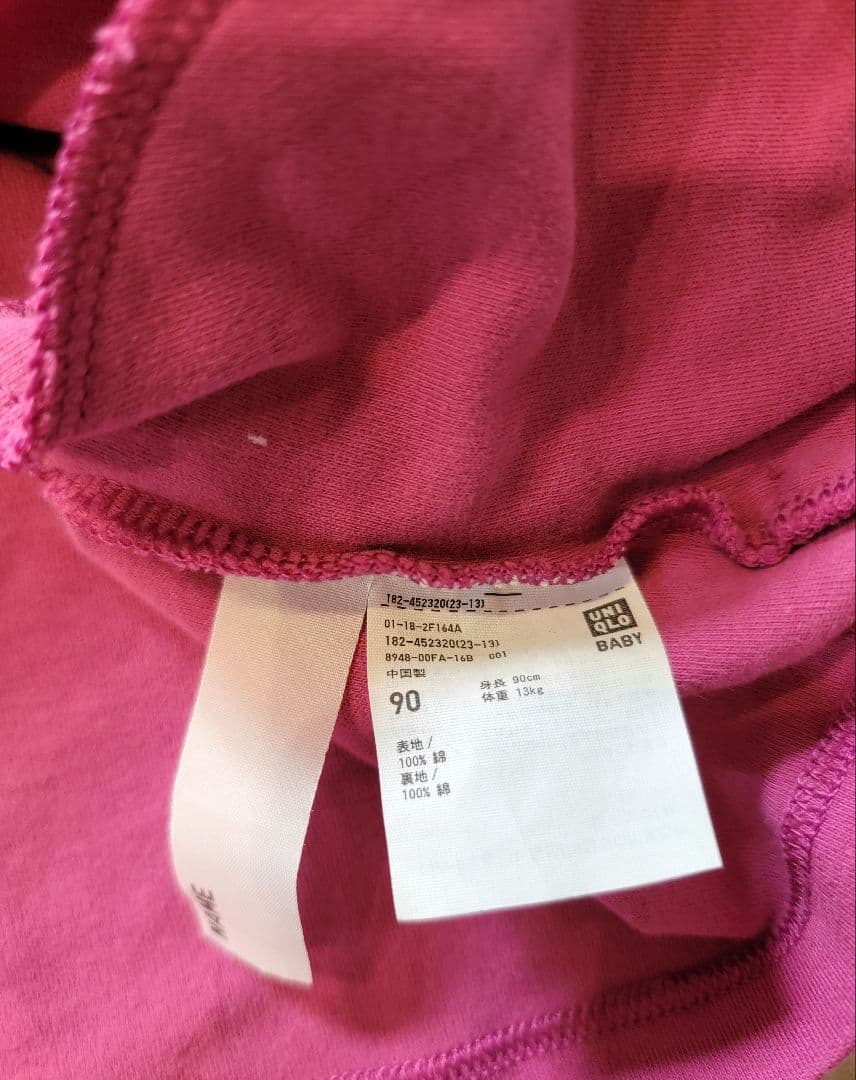 182-452320(23-13)
01-18-2F164A
182-452320(23-13)
8948-00FA-16B 001
中国製
90
身長 90cm
体重 13kg
表地/
100% 綿
裏地/
100% 綿
UNI
QLO
BABY